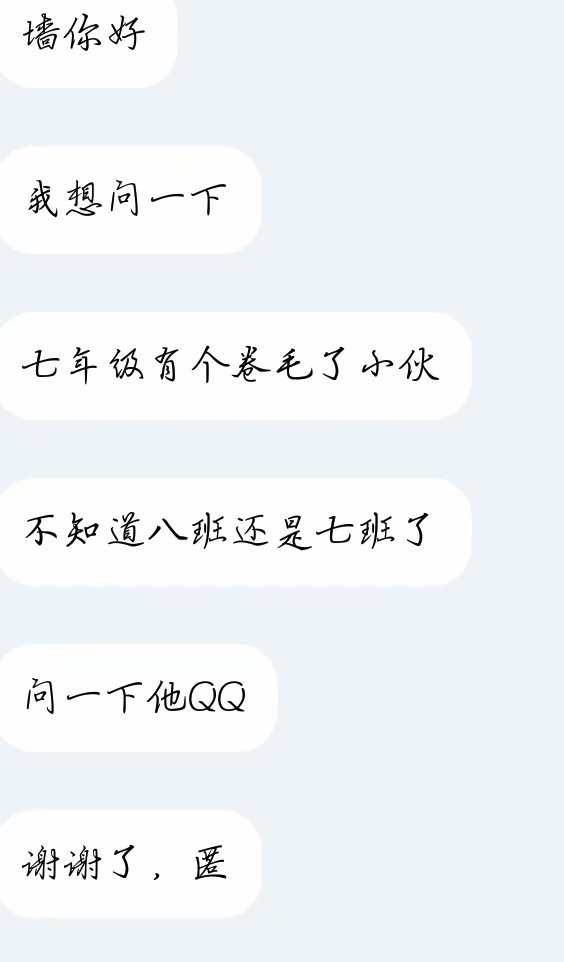 墙你好
我想问一下
七年级有个卷毛了小伙
不知道八班还是七班了
问一下他QQ
谢谢了，匿